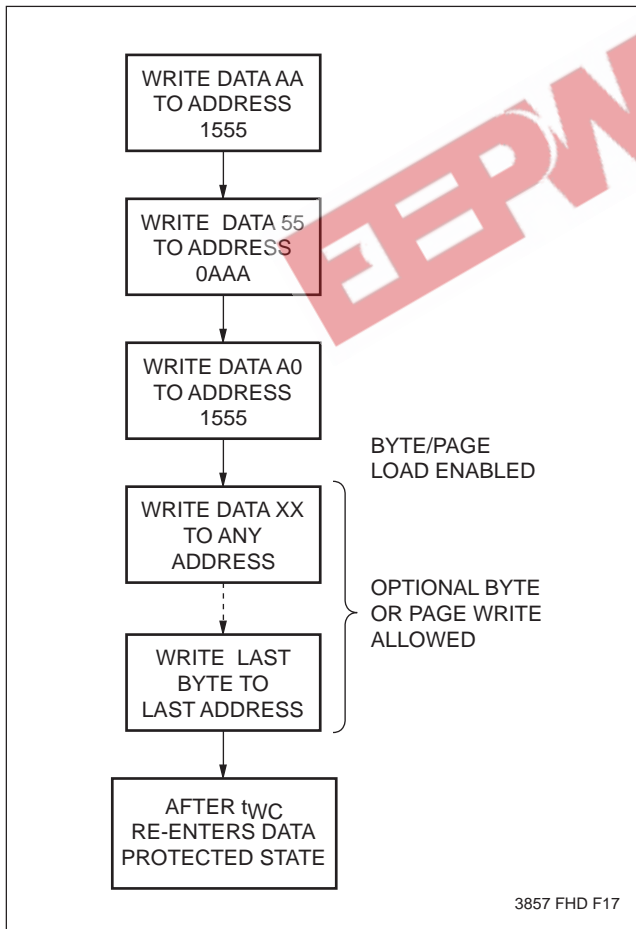 WRITE DATA AA
TO ADDRESS
1555
WRITE DATA 55
TO ADDRESS
0AAA
WRITE DATA A0
TO ADDRESS
1555
BYTE/PAGE
LOAD ENABLED
WRITE DATA XX
TO ANY
ADDRESS
OPTIONAL BYTE
OR PAGE WRITE
ALLOWED
WRITE LAST
BYTE TO
LAST ADDRESS
AFTER tWC
RE-ENTERS DATA
PROTECTED STATE
3857 FHD F17
EEPW